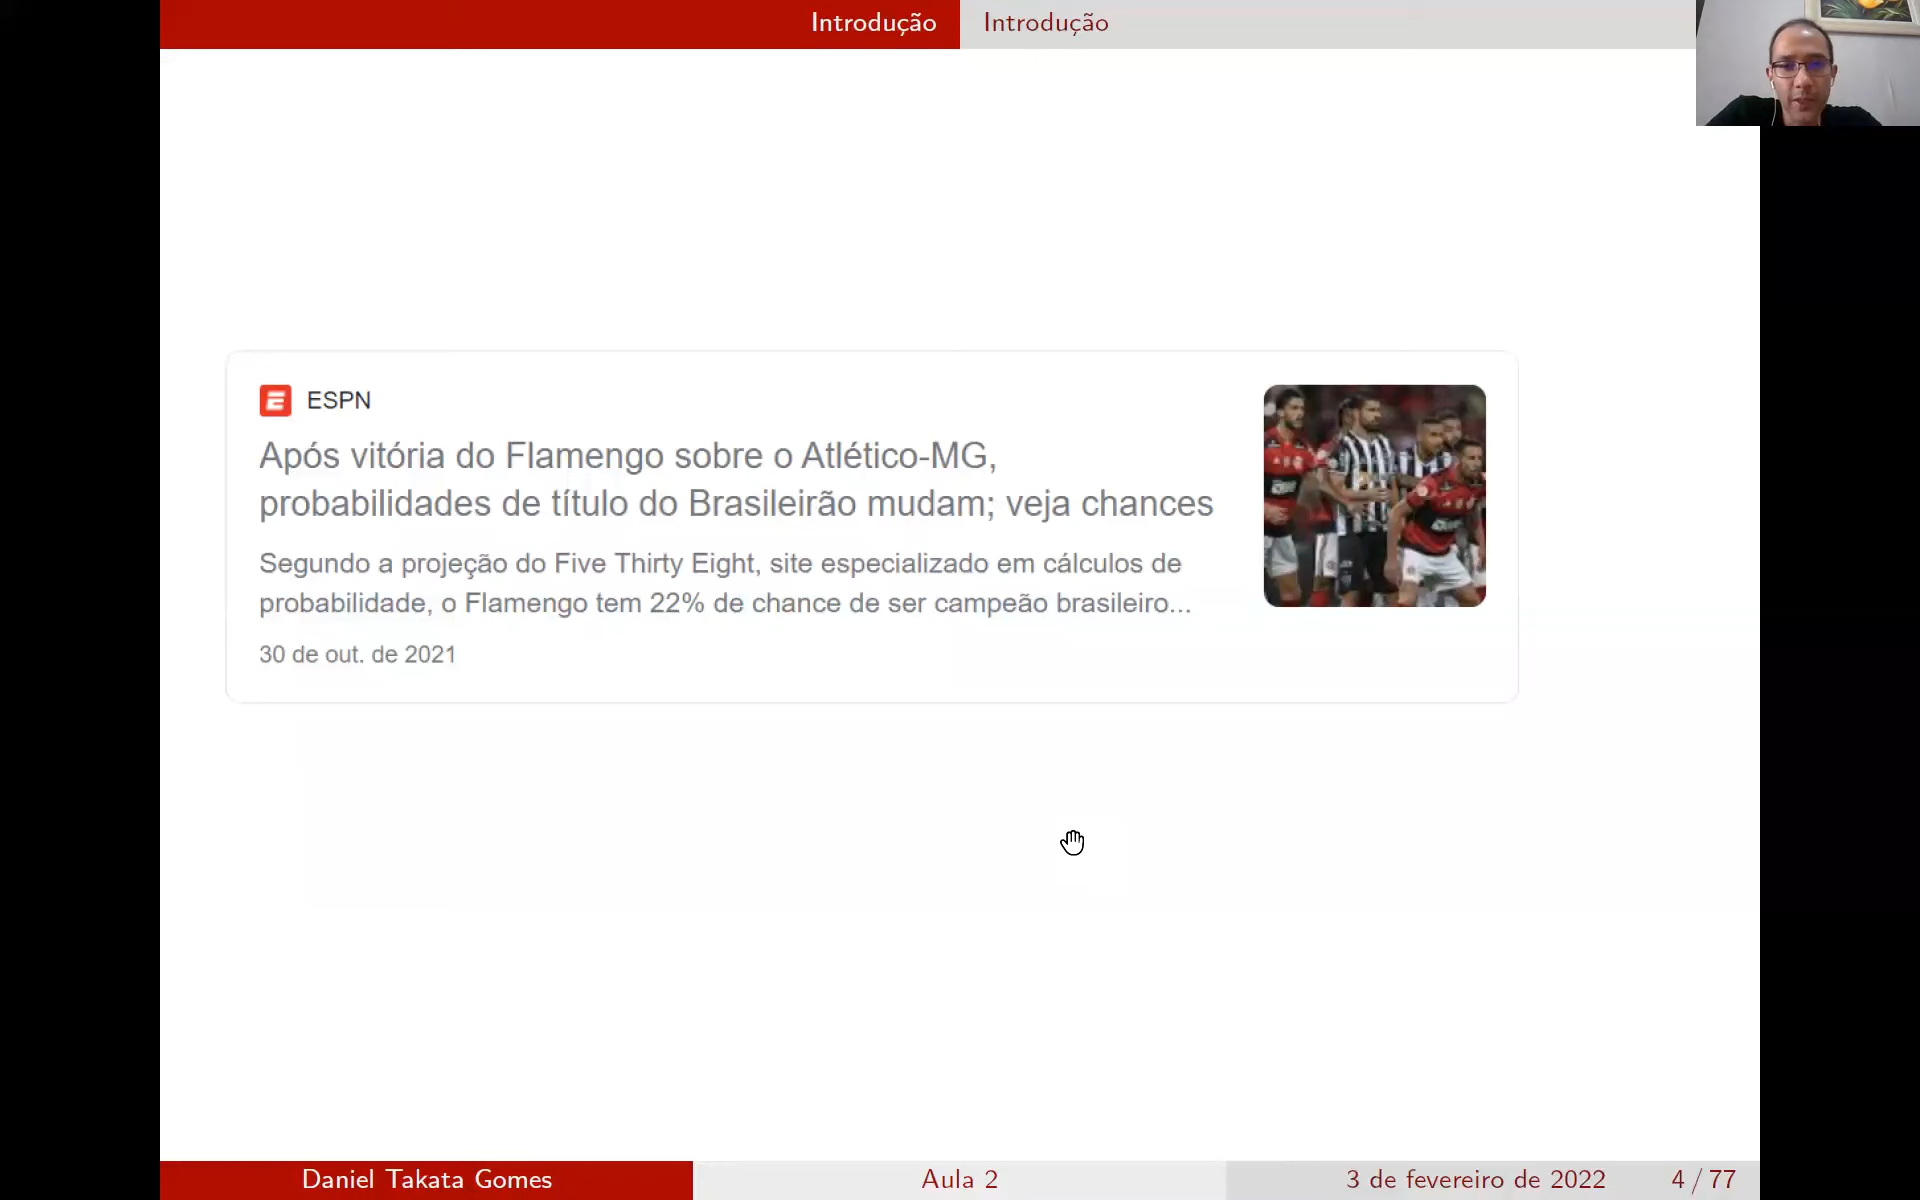 Introdução
Introdução
ESPN
Após vitória do Flamengo sobre o Atlético-MG,
probabilidades de título do Brasileirão mudam; veja chances
Segundo a projeção do Five Thirty Eight, site especializado em cálculos de
probabilidade, o Flamengo tem 22% de chance de ser campeão brasileiro...
30 de out. de 2021
Daniel Takata Gomes
Aula 2
3 de fevereiro de 2022
4 / 77